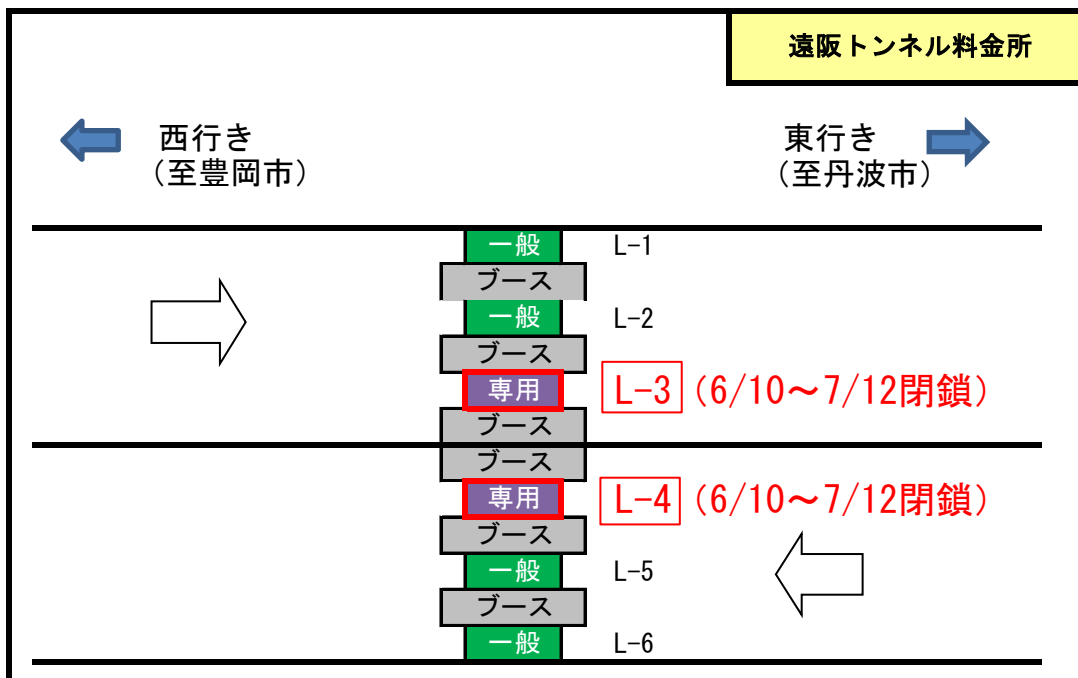 遠阪トンネル料金所
西行き
（至豊岡市）
東行き
（至丹波市）
一般 L-1
ブース
一般 L-2
ブース
専用 L-3 (6/10～7/12閉鎖)
ブース
ブース
専用 L-4 (6/10～7/12閉鎖)
ブース
一般 L-5
ブース
一般 L-6